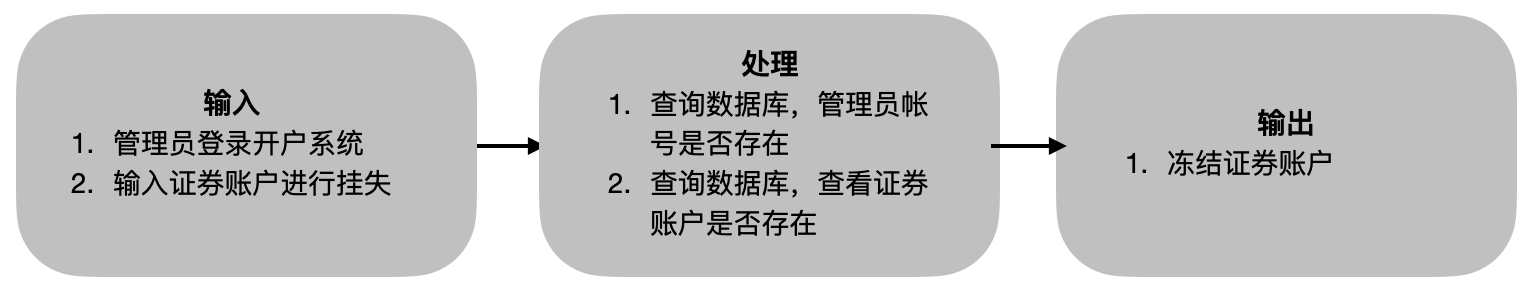 输入
1. 管理员登录开户系统
2. 输入证券账户进行挂失
处理
1. 查询数据库，管理员帐
号是否存在
2. 查询数据库，查看证券
账户是否存在
输出
1. 冻结证券账户